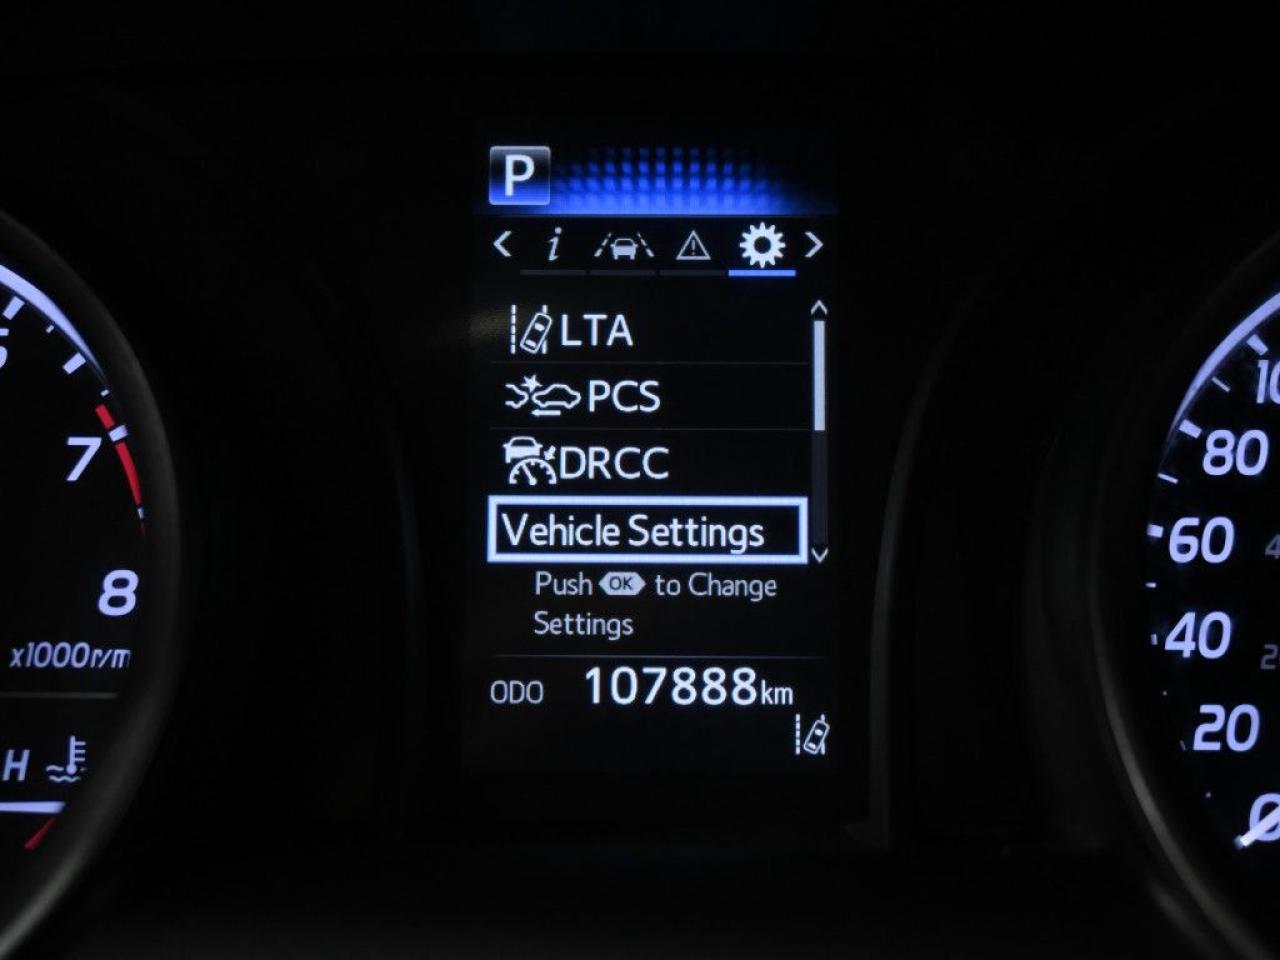 P
i
LTA
PCS
DRCC
Vehicle Settings
Push OK to Change
Settings
ODO 107888km
7
8
x1000r/m
H
80
60
40
20
0